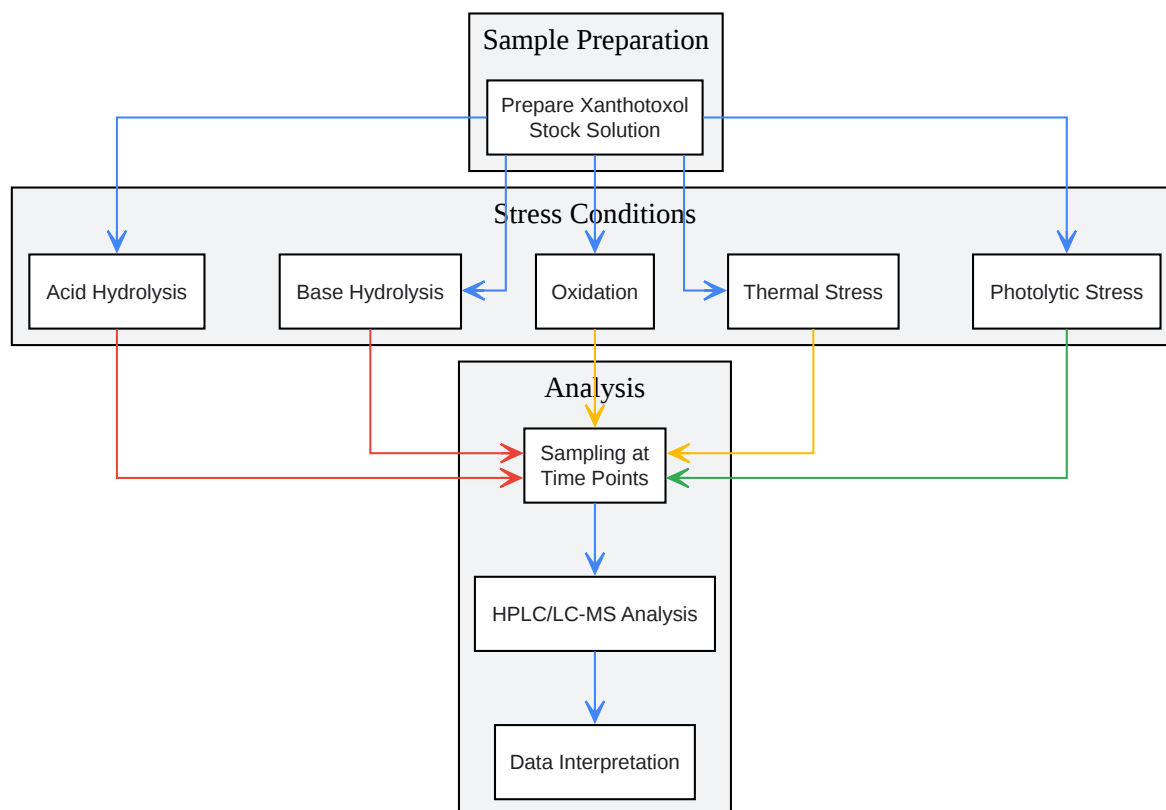 Sample Preparation
Prepare Xanthotoxol
Stock Solution
Stress Conditions
Acid Hydrolysis
Base Hydrolysis
Oxidation
Thermal Stress
Photolytic Stress
Analysis
Sampling at
Time Points
HPLC/LC-MS Analysis
Data Interpretation